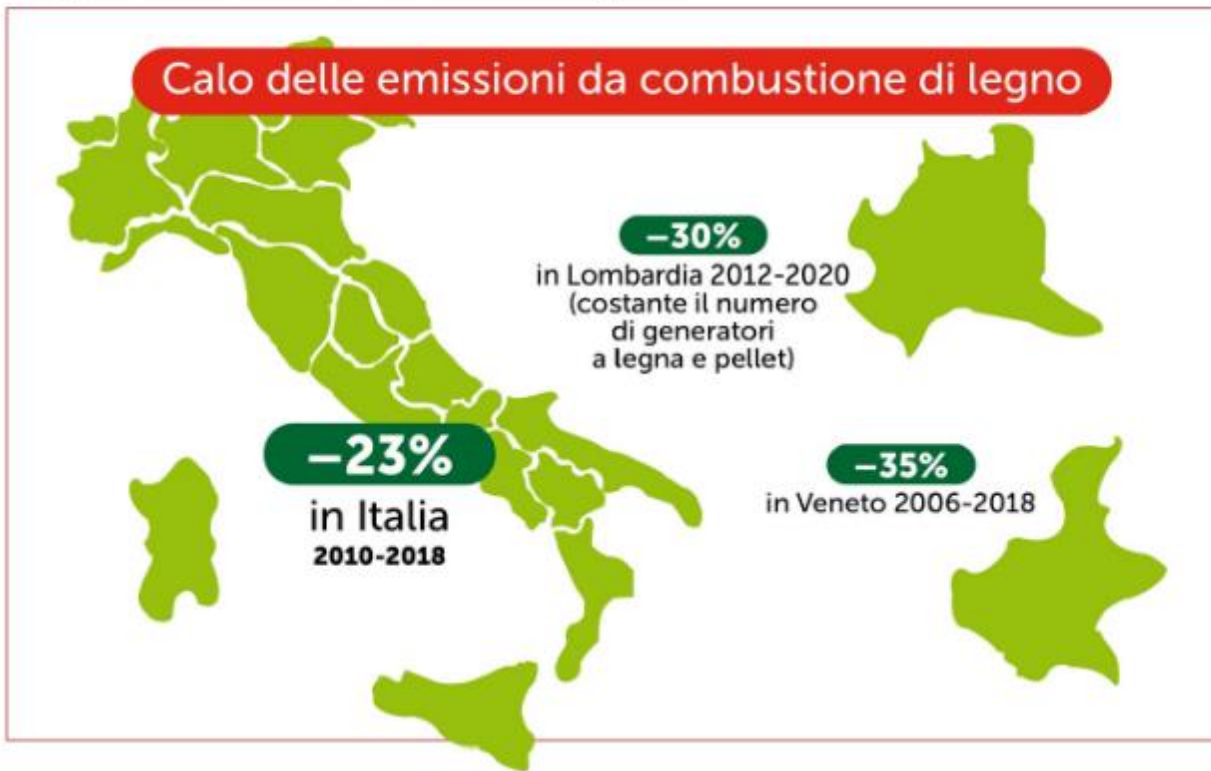 Calo delle emissioni da combustione di legno
–30%
in Lombardia 2012-2020
(costante il numero
di generatori
a legna e pellet)
–23%
in Italia
2010-2018
–35%
in Veneto 2006-2018